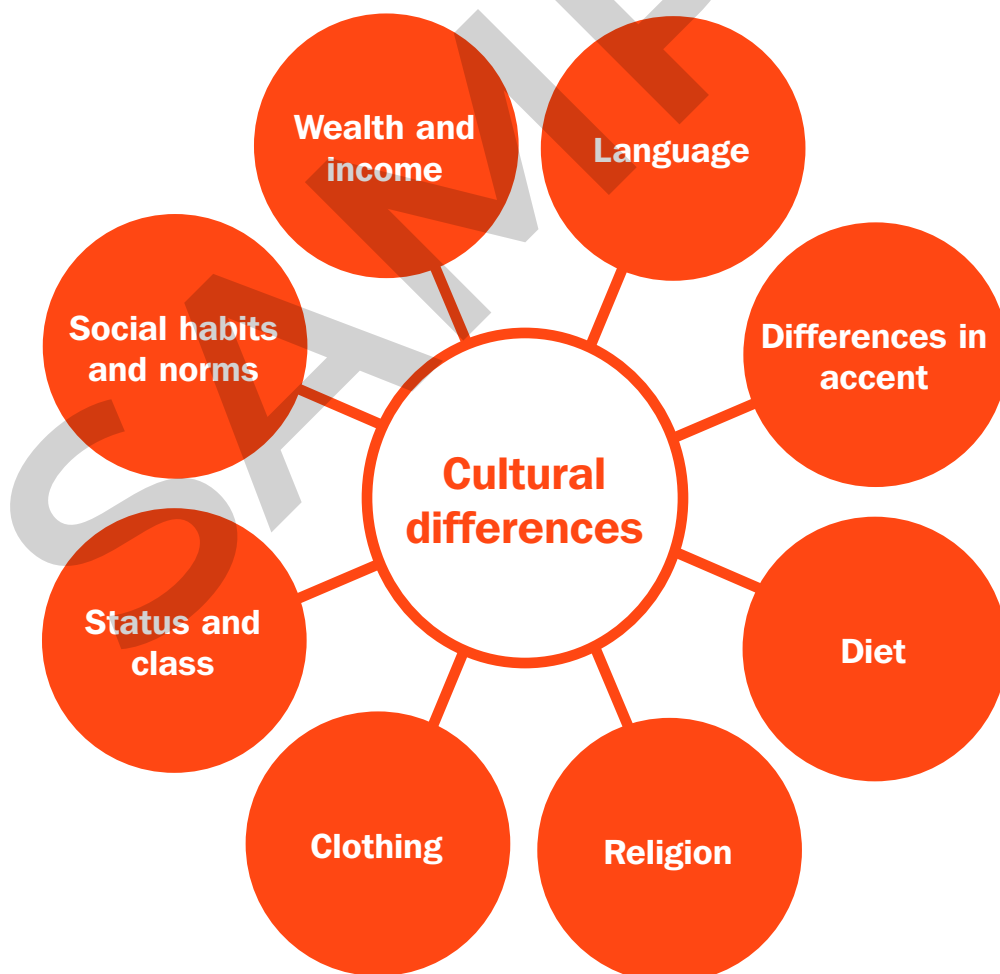 Wealth and
income
Language
Social habits
and norms
Differences in
accent
Cultural
differences
Status and
class
Diet
Clothing
Religion
SAM